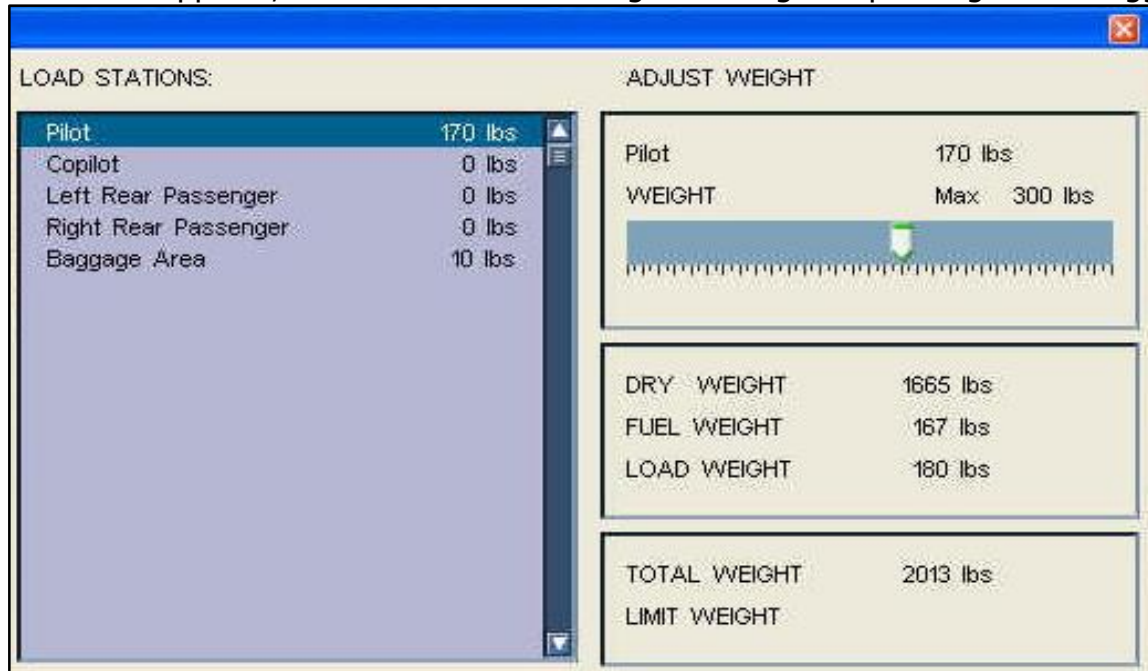 LOAD STATIONS:
Pilot 170 lbs
Copilot 0 lbs
Left Rear Passenger 0 lbs
Right Rear Passenger 0 lbs
Baggage Area 10 lbs
ADJUST WEIGHT
Pilot 170 lbs
WEIGHT Max 300 lbs
DRY WEIGHT 1665 lbs
FUEL WEIGHT 167 lbs
LOAD WEIGHT 180 lbs
TOTAL WEIGHT 2013 lbs
LIMIT WEIGHT